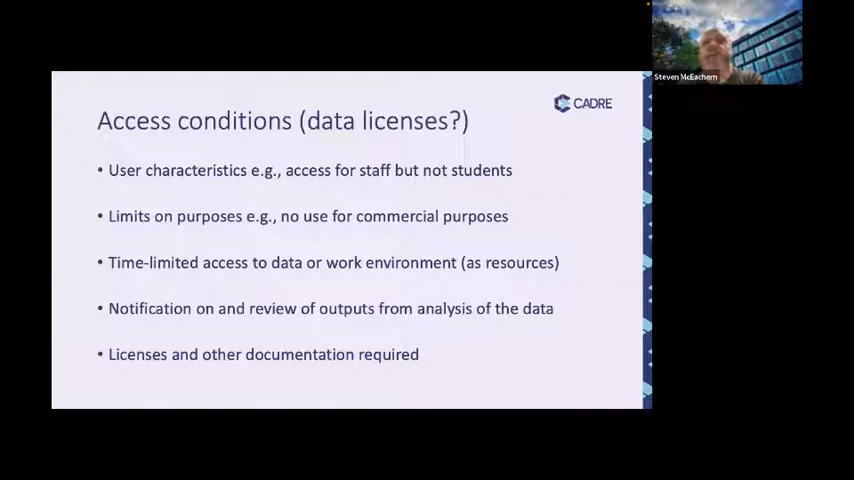 Steven McEachern
CADRE
Access conditions (data licenses?)
• User characteristics e.g., access for staff but not students
• Limits on purposes e.g., no use for commercial purposes
• Time-limited access to data or work environment (as resources)
• Notification on and review of outputs from analysis of the data
• Licenses and other documentation required